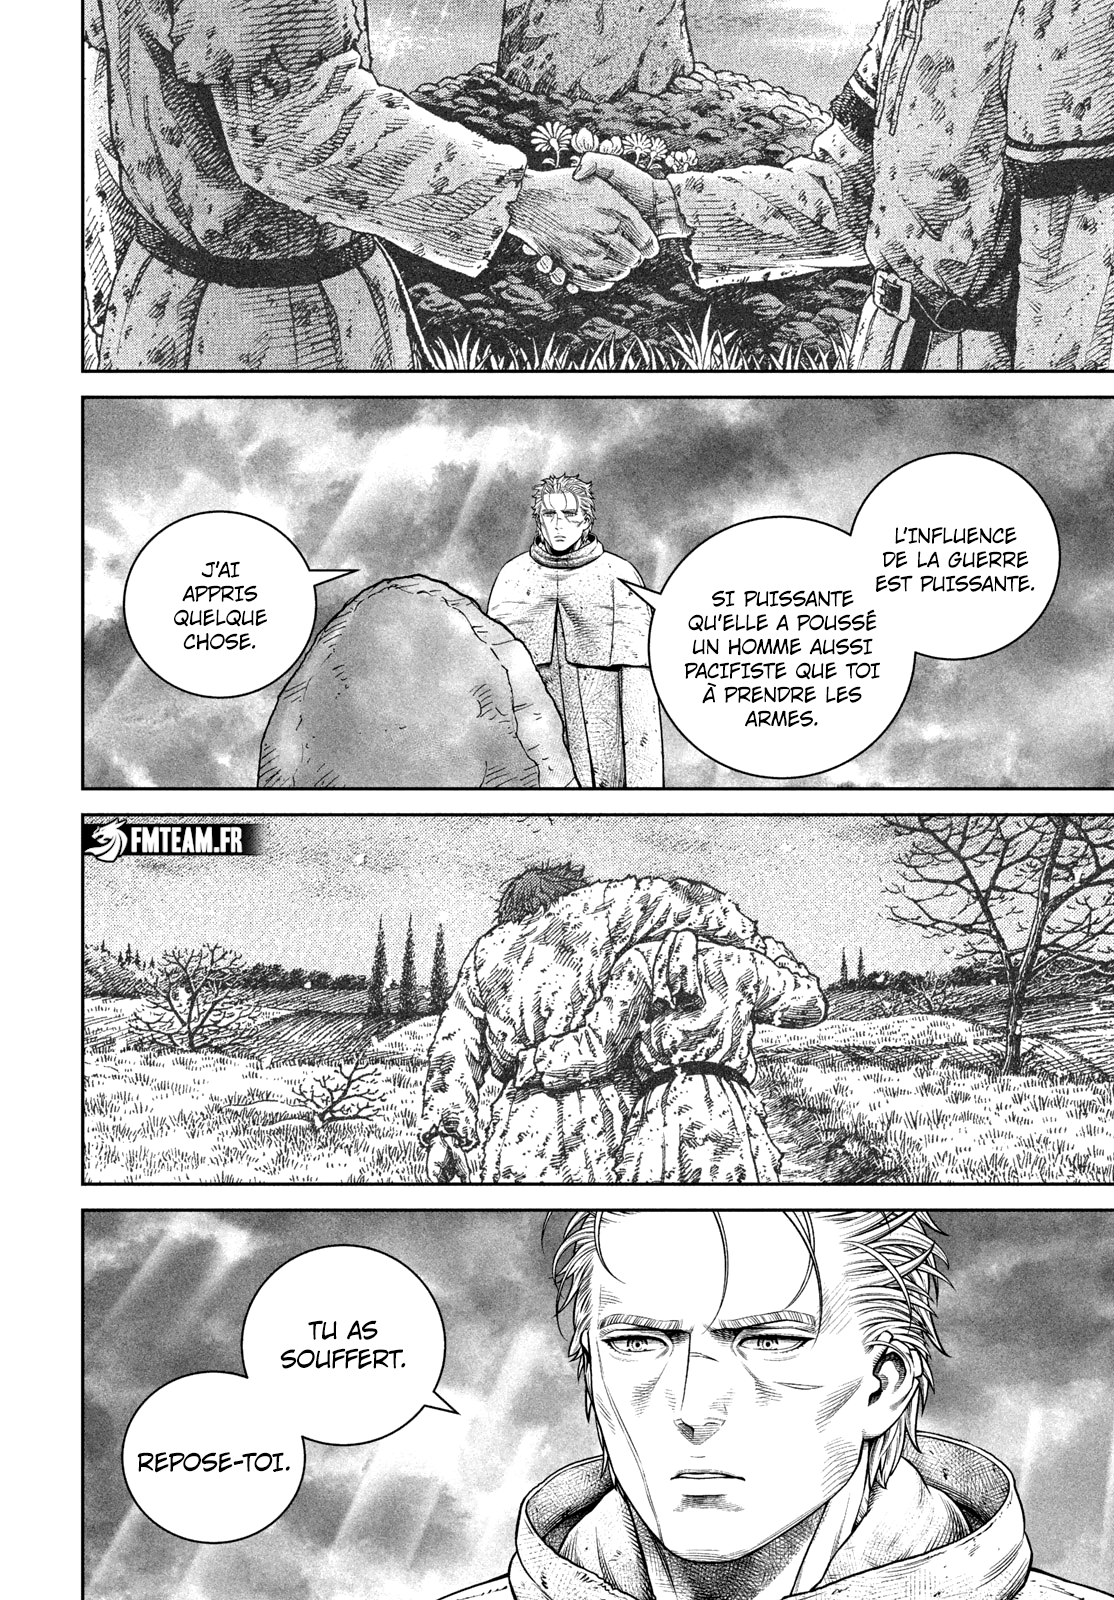 L'INFLUENCE
DE LA GUERRE
EST PUISSANTE.
SI PUISSANTE
QU'ELLE A POUSSÉ
UN HOMME AUSSI
PACIFISTE QUE TOI
À PRENDRE LES
ARMES.
J'AI
APPRIS
QUELQUE
CHOSE.
FMTEAM.FR
TU AS
SOUFFERT.
REPOSE-TOI.